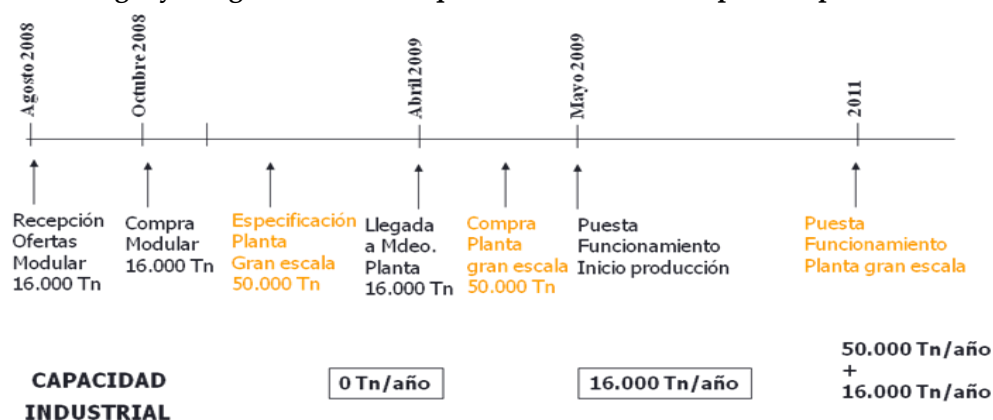 Agosto 2008
Octubre 2008
Abril 2009
Mayo 2009
2011
Recepción
Ofertas
Modular
16.000 Tn
Compra
Modular
16.000 Tn
Especificación
Planta
Gran escala
50.000 Tn
Llegada
a Mdeo.
Planta
16.000 Tn
Compra
Planta
gran escala
50.000 Tn
Puesta
Funcionamiento
Inicio producción
Puesta
Funcionamiento
Planta gran escala
CAPACIDAD
INDUSTRIAL
0 Tn/año
16.000 Tn/año
50.000 Tn/año
+
16.000 Tn/año